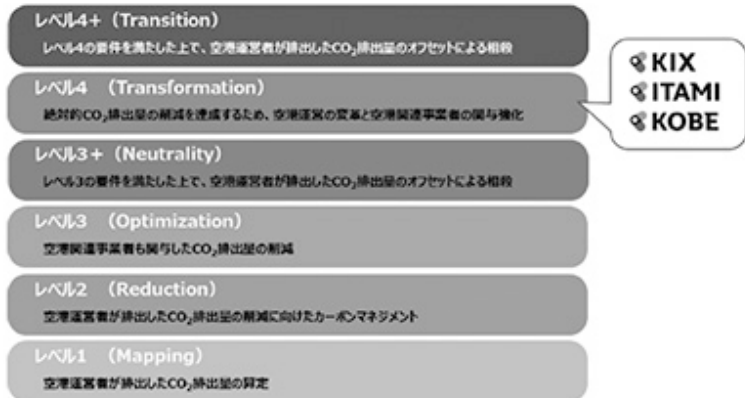 レベル4+(Transition)
レベル4の要件を満たした上で、空港運営者が排出したCO₂排出量のオフセットによる相殺
レベル4 (Transformation)
絶対的CO₂排出量の削減を達成するため、空港運営の変革と空港関連事業者の関与強化
KIX
ITAMI
KOBE
レベル3+(Neutrality)
レベル3の要件を満たした上で、空港運営者が排出したCO₂排出量のオフセットによる相殺
レベル3 (Optimization)
空港関連事業者も関与したCO₂排出量の削減
レベル2 (Reduction)
空港運営者が排出したCO₂排出量の削減に向けたカーボンマネジメント
レベル1 (Mapping)
空港運営者が排出したCO₂排出量の算定